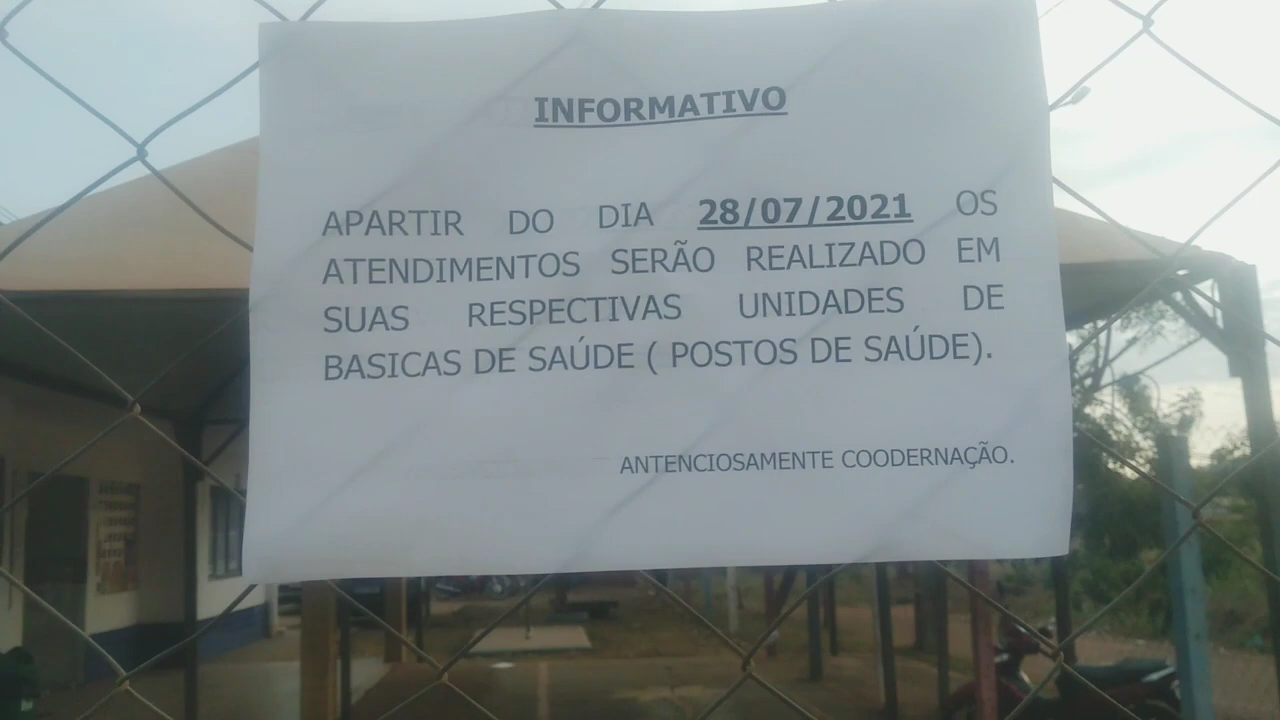 INFORMATIVO
APARTIR DO DIA 28/07/2021 OS
ATENDIMENTOS SERÃO REALIZADO EM
SUAS RESPECTIVAS UNIDADES DE
BASICAS DE SAÚDE ( POSTOS DE SAÚDE).
ANTENCIOSAMENTE COODERNAÇÃO.